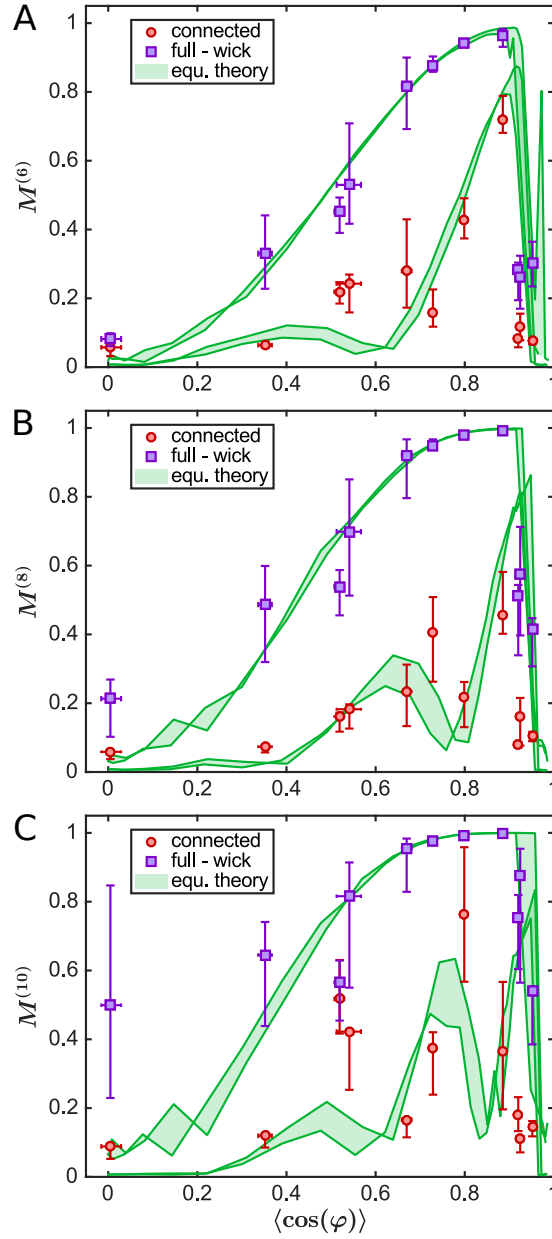 A
connected
full - wick
equ. theory
M^(6)
1
0.8
0.6
0.4
0.2
0
0 0.2 0.4 0.6 0.8 1
B
connected
full - wick
equ. theory
M^(8)
1
0.8
0.6
0.4
0.2
0
0 0.2 0.4 0.6 0.8 1
C
connected
full - wick
equ. theory
M^(10)
1
0.8
0.6
0.4
0.2
0
0 0.2 0.4 0.6 0.8 1
⟨cos(φ)⟩